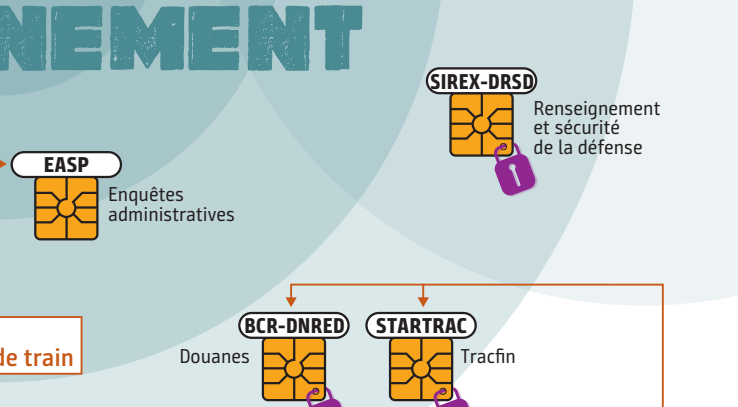 NEMENT
SIREX-DRSD
Renseignement
et sécurité
de la défense
EASP
Enquêtes
administratives
BCR-DNRED
STARTRAC
de train
Douanes
Tracfin